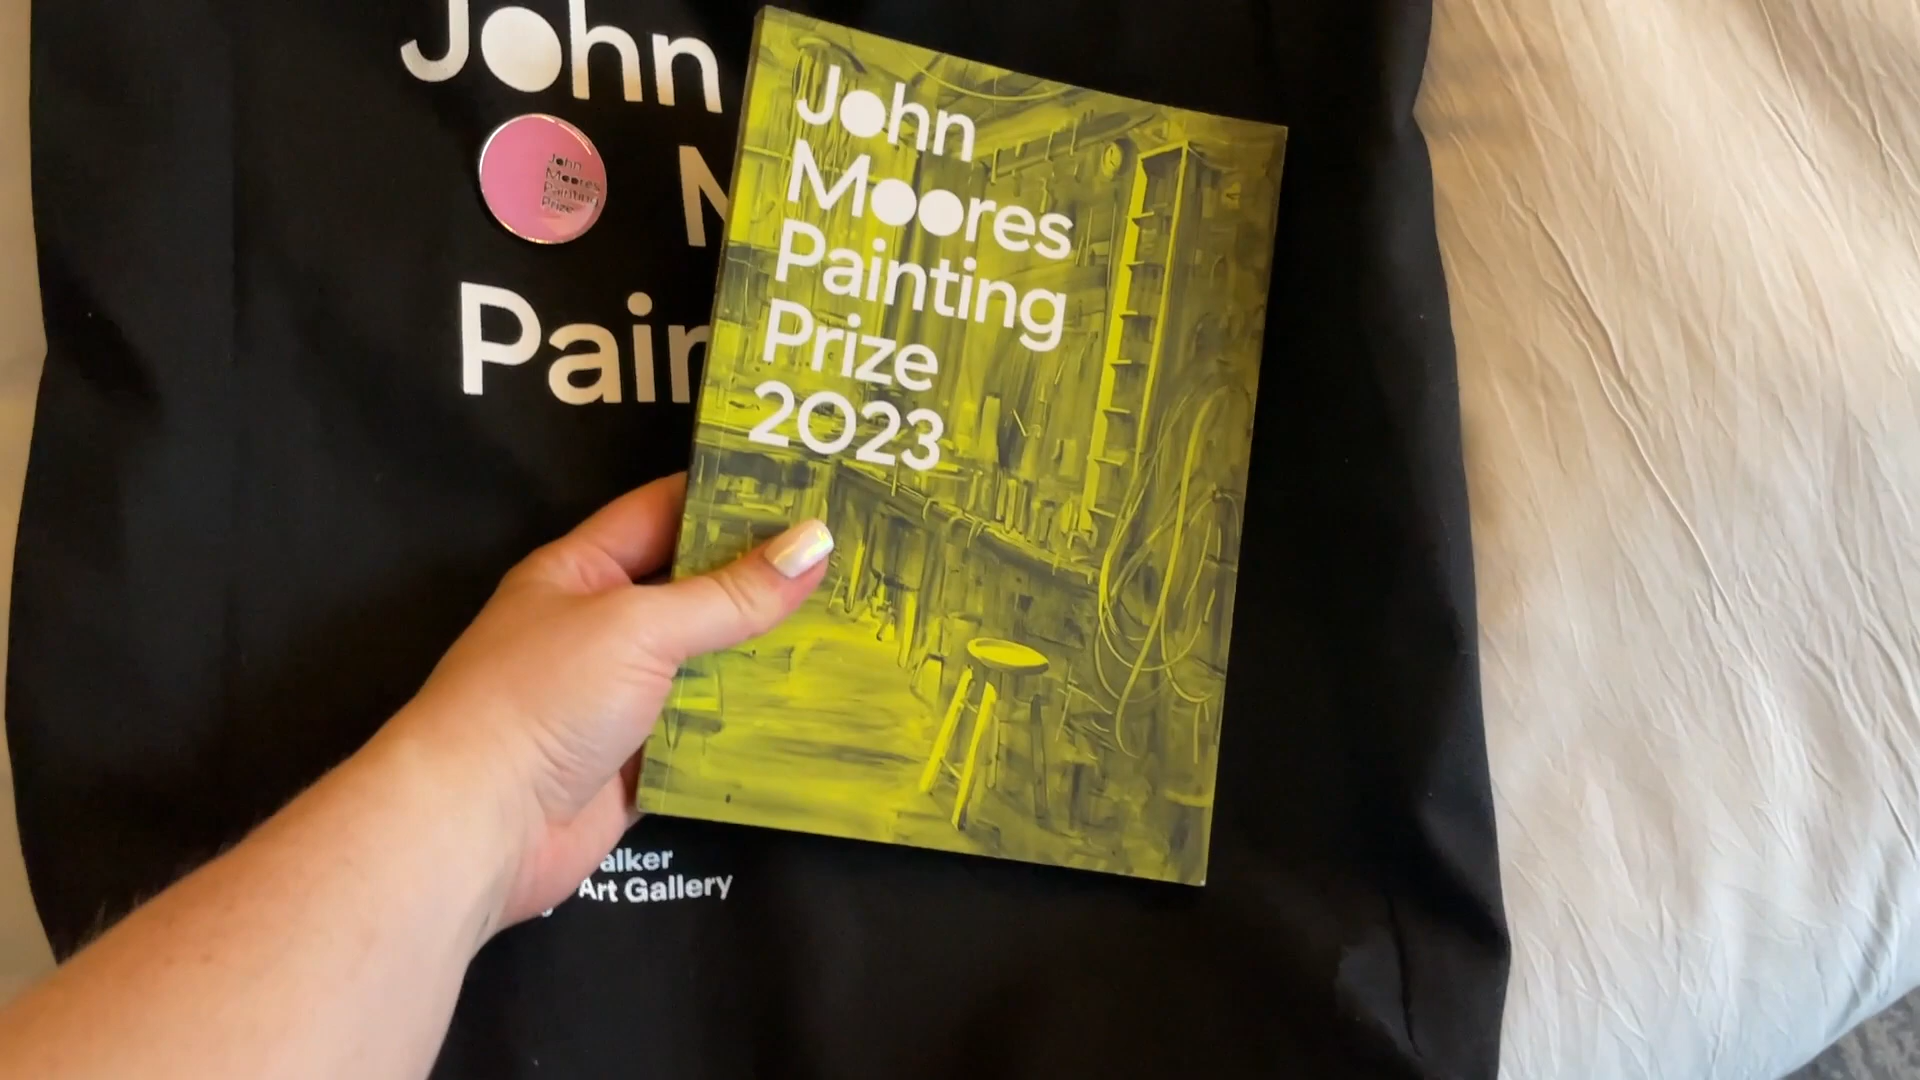 John
Pain
John
Moores
Painting
Prize
John
Moores
Painting
Prize
2023
alker
Art Gallery